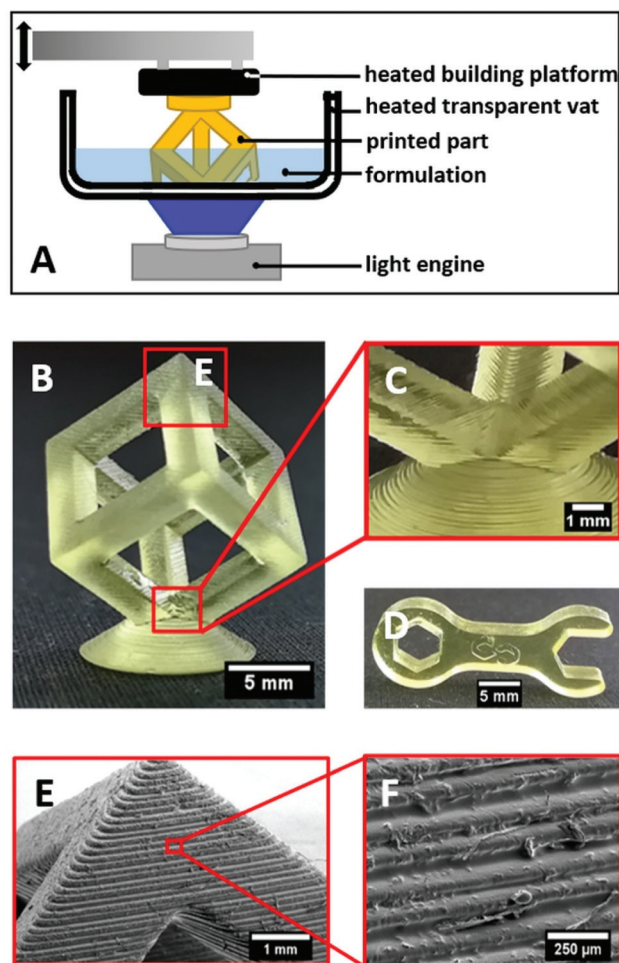 heated building platform
heated transparent vat
printed part
formulation
A
light engine
B
E
C
1 mm
5 mm
D
5 mm
E
F
1 mm
250 µm